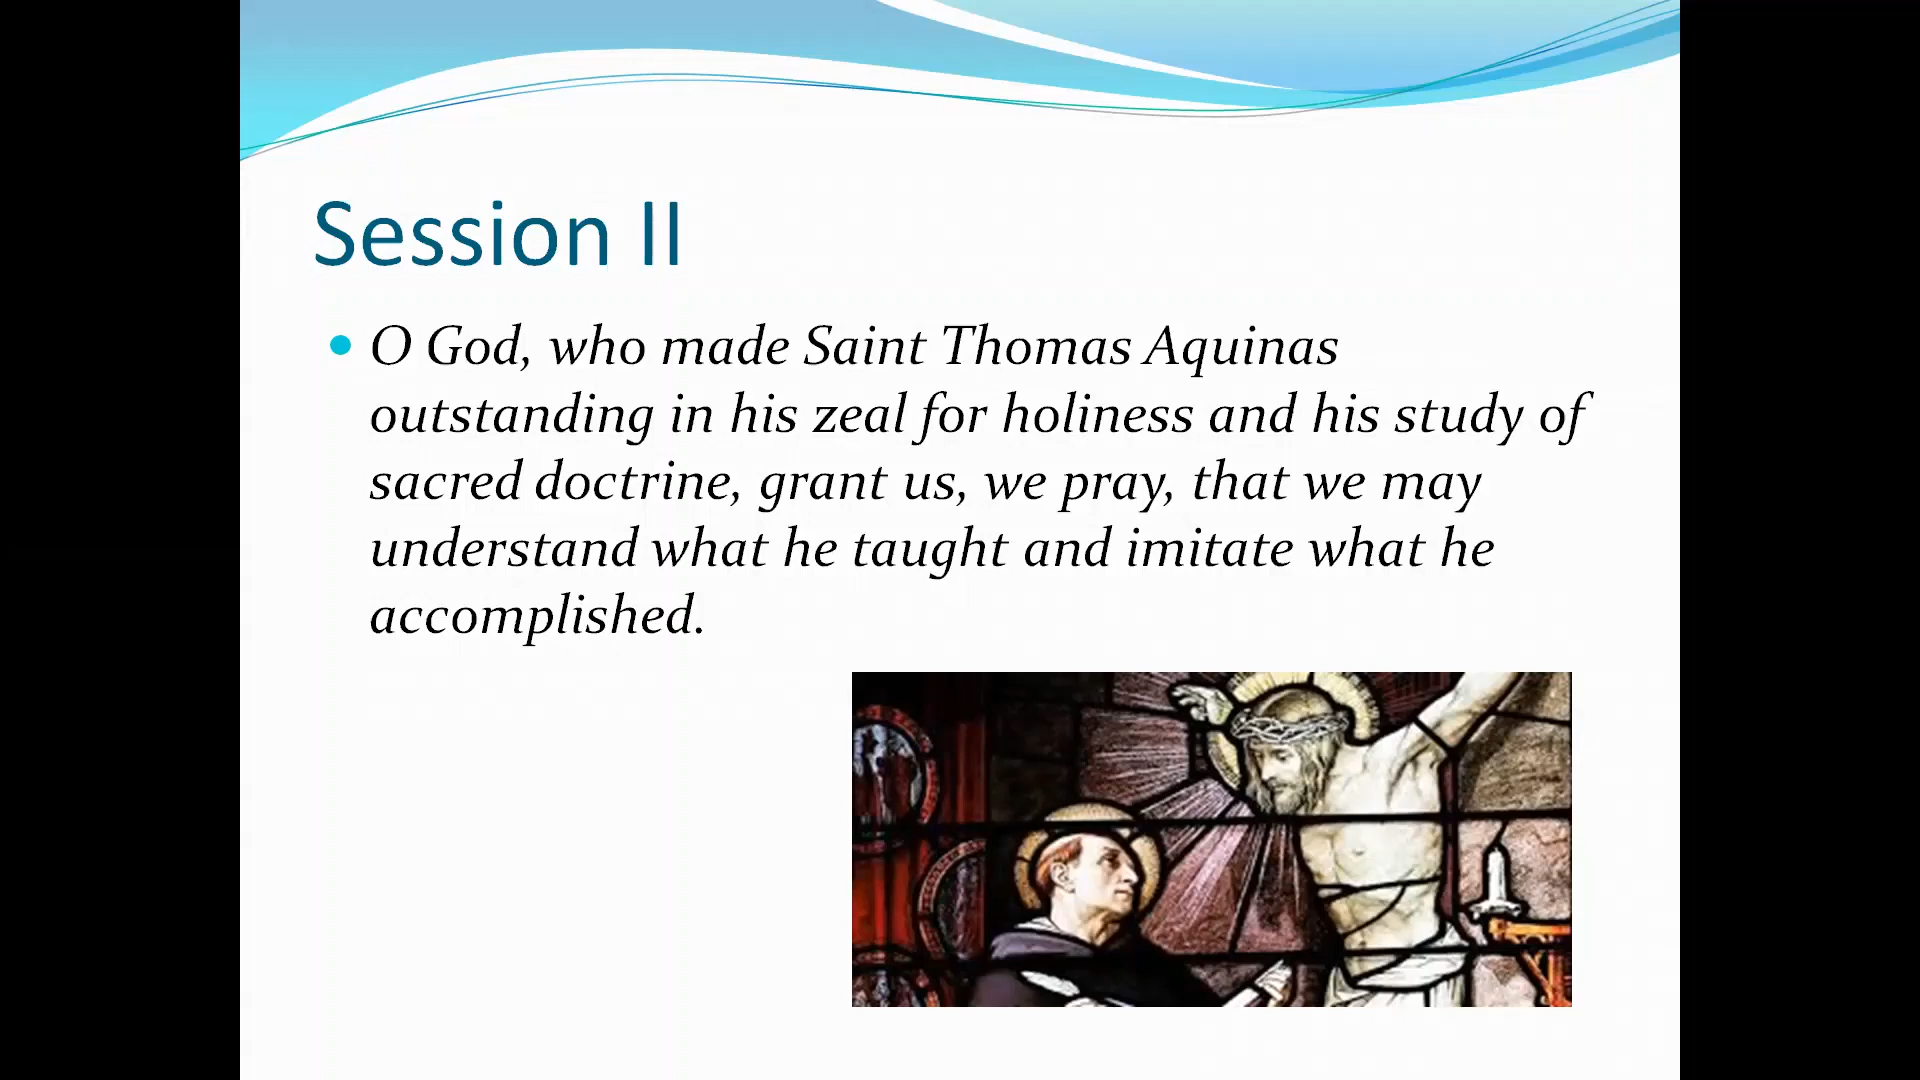 Session II
O God, who made Saint Thomas Aquinas
outstanding in his zeal for holiness and his study of
sacred doctrine, grant us, we pray, that we may
understand what he taught and imitate what he
accomplished.